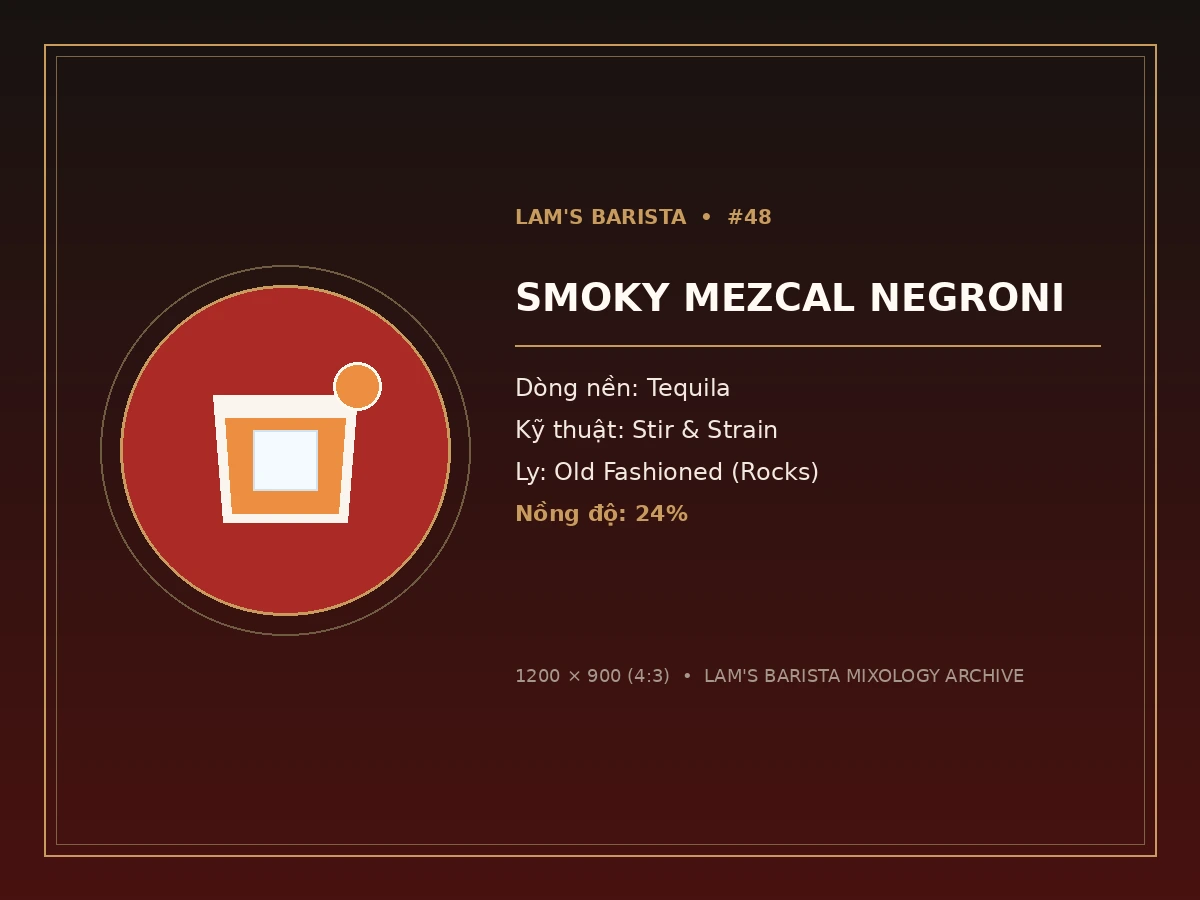 LAM'S BARISTA • #48
SMOKY MEZCAL NEGRONI
Dòng nền: Tequila
Kỹ thuật: Stir & Strain
Ly: Old Fashioned (Rocks)
Nồng độ: 24%
1200 × 900 (4:3) • LAM'S BARISTA MIXOLOGY ARCHIVE